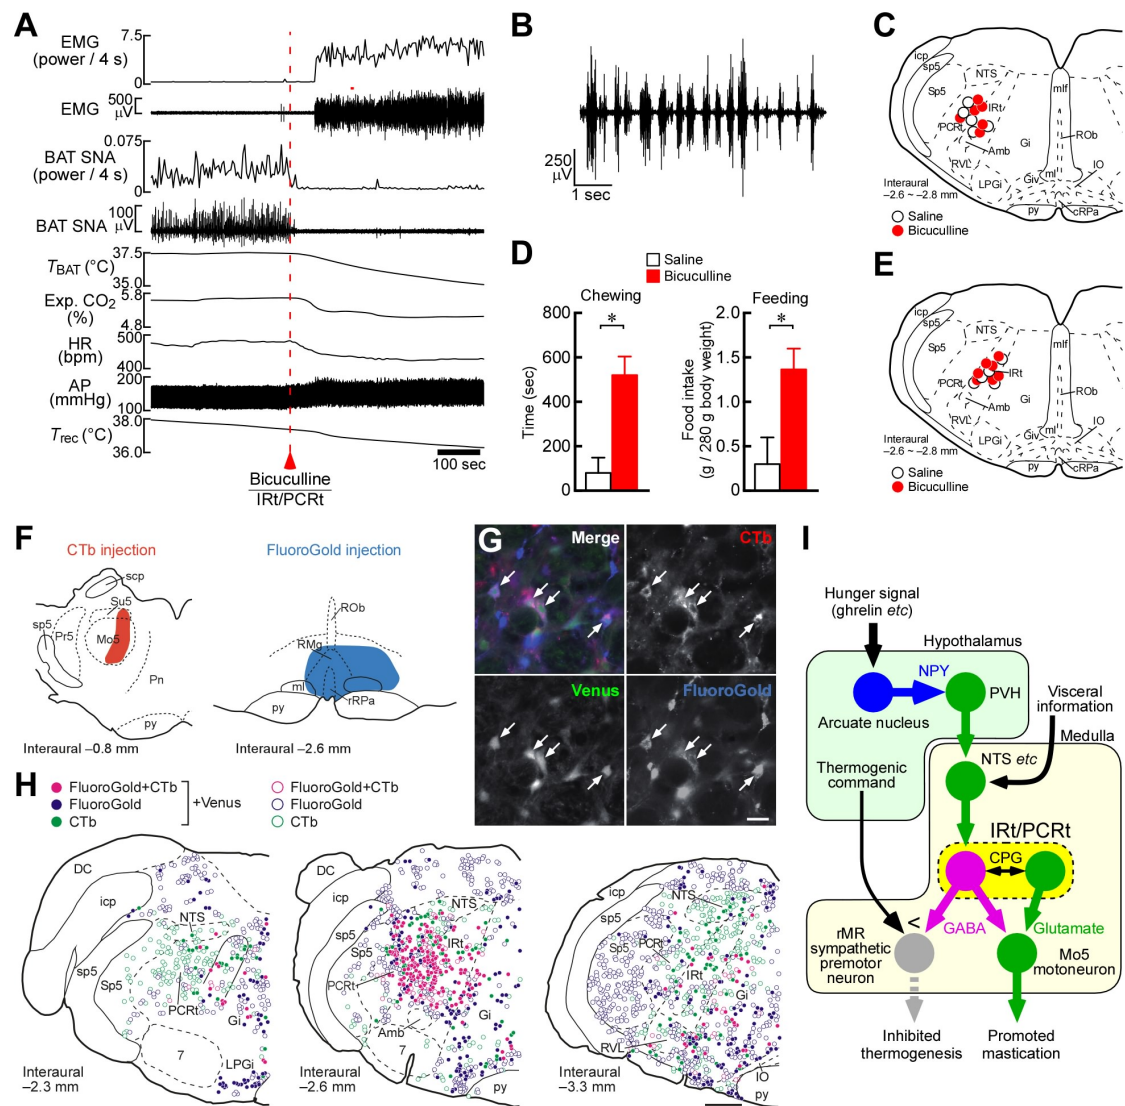 A
EMG
(power / 4 s)
7.5
0
EMG
500
μV
BAT SNA
(power / 4 s)
0.075
0
BAT SNA
100
μV
TBAT (°C)
37.5
35.0
Exp. CO2
(%)
5.8
4.8
HR
(bpm)
500
400
AP
(mmHg)
200
100
Trec (°C)
38.0
36.0
100 sec
Bicuculline
IRt/PCRt
B
250
μV
1 sec
C
icp
sp5
NTS
Sp5
mlf
IRt
PCRt
ROb
Amb
Gi
RVL
IO
Giv
ml
LPGi
Interaural
–2.6 ~ –2.8 mm
py
cRPa
Saline
Bicuculline
D
Saline
Bicuculline
Chewing
Time (sec)
800
600
400
200
0
*
Feeding
Food intake
(g / 280 g body weight)
2.0
1.5
1.0
0.5
0
*
E
icp
sp5
NTS
Sp5
mlf
IRt
PCRt
ROb
Amb
Gi
RVL
IO
Giv
ml
LPGi
Interaural
–2.6 ~ –2.8 mm
py
cRPa
Saline
Bicuculline
F
CTb injection
scp
Su5
sp5
Pr5
Mo5
Pn
py
Interaural –0.8 mm
FluoroGold injection
ROb
RMg
ml
rRPa
py
Interaural –2.6 mm
G
Merge
CTb
Venus
FluoroGold
H
FluoroGold+CTb
FluoroGold
CTb
+Venus
FluoroGold+CTb
FluoroGold
CTb
DC
icp
NTS
sp5
Sp5
PCRt
Gi
7
LPGi
Interaural
–2.3 mm
DC
icp
NTS
sp5
IRt
Sp5
PCRt
Gi
Amb
7
py
Interaural
–2.6 mm
icp
NTS
sp5
Sp5
PCRt
IRt
Gi
RVL
IO
py
Interaural
–3.3 mm
I
Hunger signal
(ghrelin etc)
Hypothalamus
NPY
PVH
Arcuate nucleus
Visceral
information
Medulla
NTS etc
Thermogenic
command
IRt/PCRt
CPG
<
GABA
Glutamate
rMR
sympathetic
premotor
neuron
Mo5
motoneuron
Inhibited
thermogenesis
Promoted
mastication